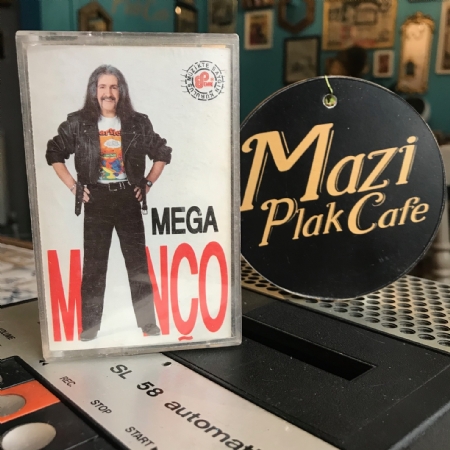 MEGA
MANÇO
Mazi
Plak Cafe
SL 58 automatic
REC
STOP
START